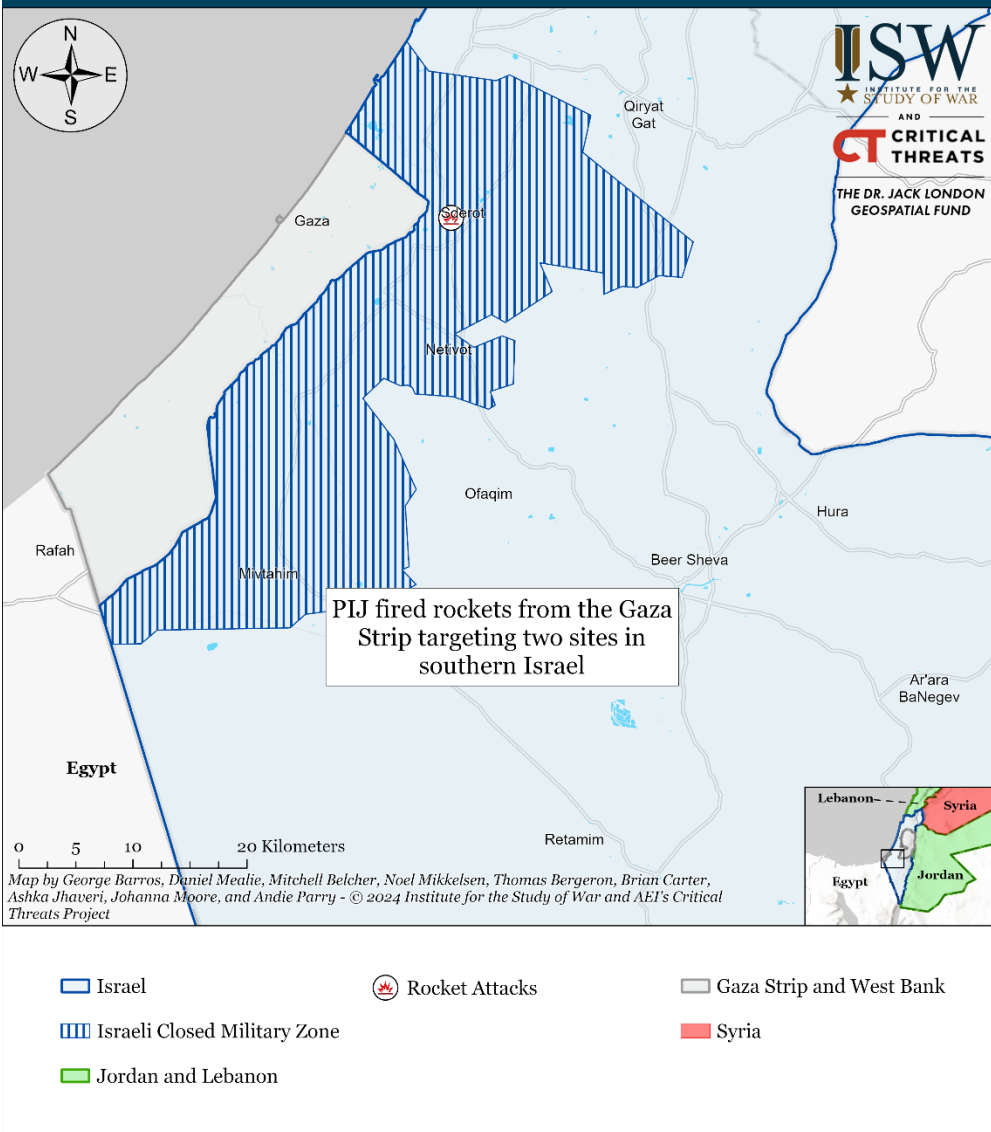 N
W E
S
ISW
INSTITUTE FOR THE
STUDY OF WAR
AND
CT CRITICAL
THREATS
THE DR. JACK LONDON
GEOSPATIAL FUND
Qiryat
Gat
Sderot
Gaza
Netivot
Ofaqim
Hura
Rafah
Beer Sheva
Mivtahim
PIJ fired rockets from the Gaza
Strip targeting two sites in
southern Israel
Ar'ara
BaNegev
Egypt
Retamim
0 5 10 20 Kilometers
Lebanon
Syria
Egypt
Jordan
Map by George Barros, Daniel Mealie, Mitchell Belcher, Noel Mikkelsen, Thomas Bergeron, Brian Carter,
Ashka Jhaveri, Johanna Moore, and Andie Parry - © 2024 Institute for the Study of War and AEI's Critical
Threats Project
Israel
Rocket Attacks
Gaza Strip and West Bank
Israeli Closed Military Zone
Syria
Jordan and Lebanon